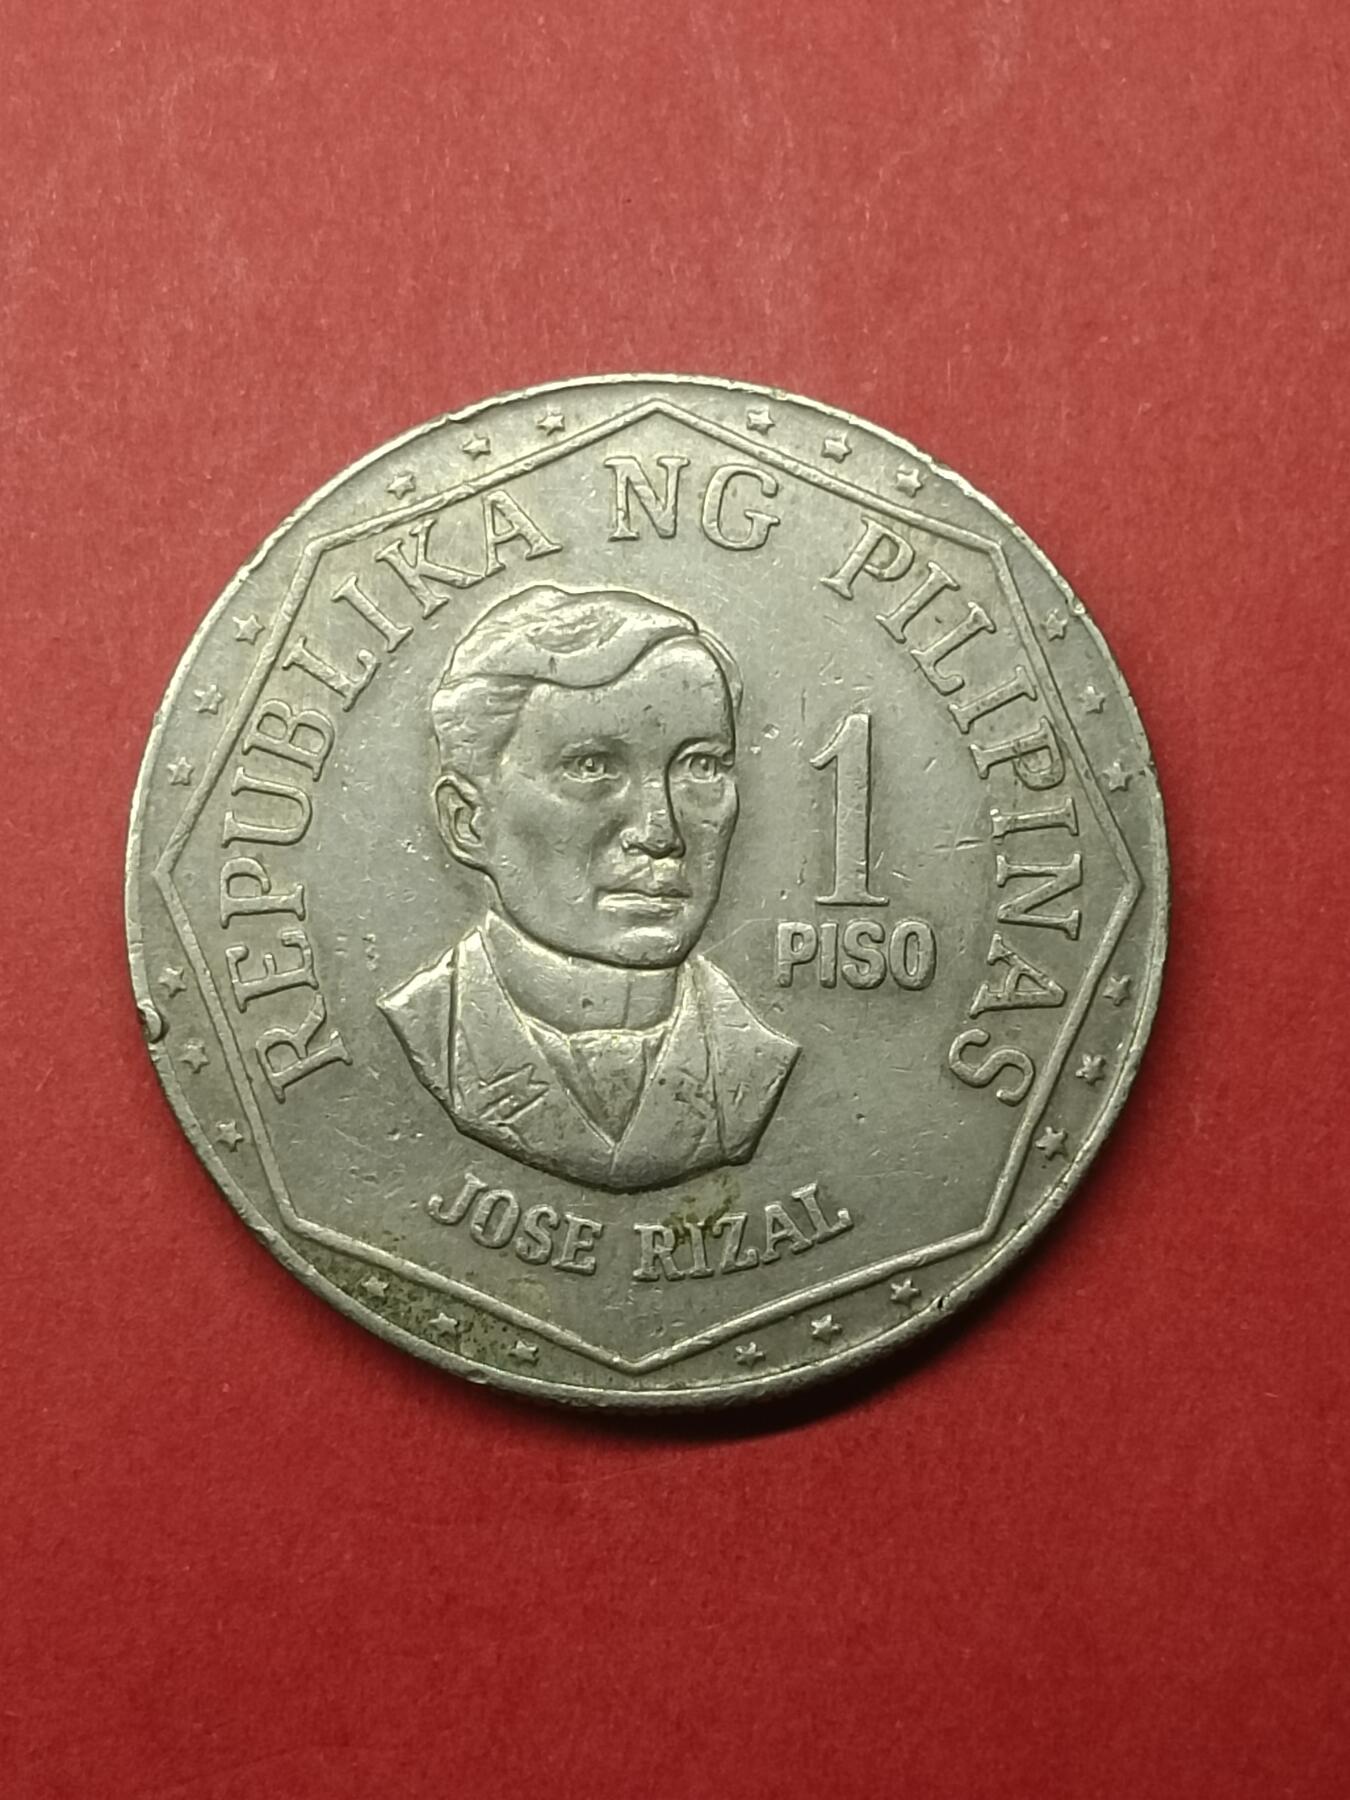 REPUBLIKA NG PILIPINAS
1
PISO
JOSE RIZAL